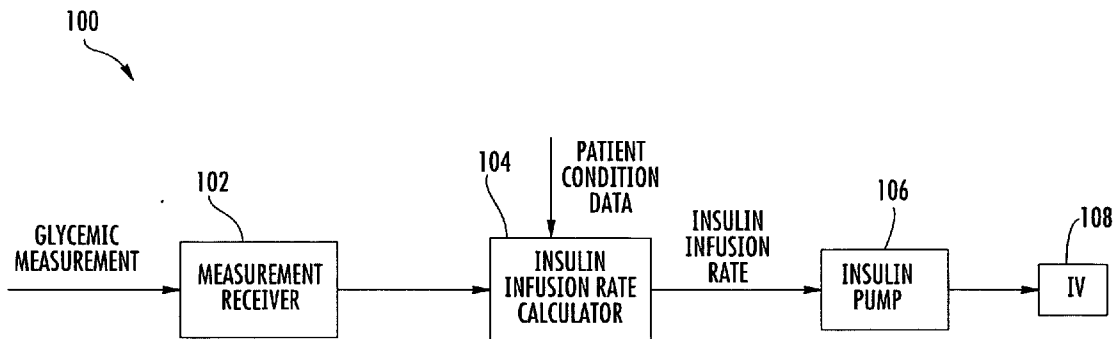 100
102
GLYCEMIC
MEASUREMENT
MEASUREMENT
RECEIVER
104
PATIENT
CONDITION
DATA
INSULIN
INFUSION RATE
CALCULATOR
INSULIN
INFUSION
RATE
106
INSULIN
PUMP
108
IV